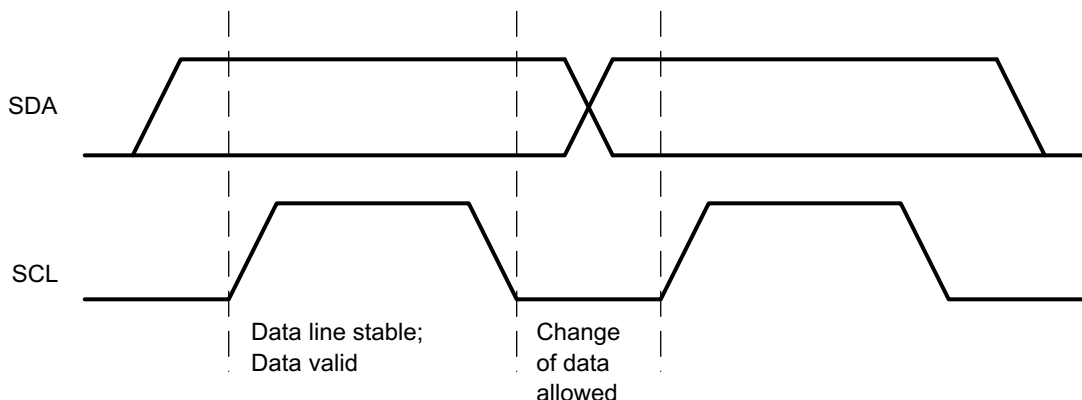 SDA
SCL
Data line stable;
Data valid
Change
of data
allowed